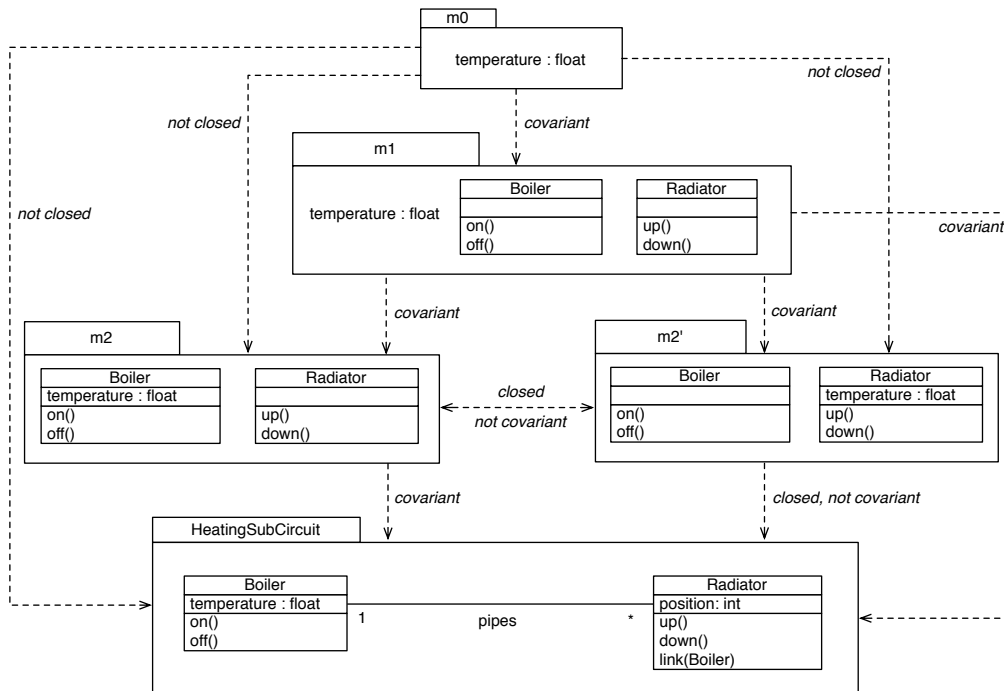 m0
temperature : float
not closed
not closed
covariant
not closed
m1
Boiler
Radiator
temperature : float
on()
off()
up()
down()
covariant
covariant
covariant
m2
Boiler
temperature : float
on()
off()
Radiator
up()
down()
closed
not covariant
m2'
Boiler
on()
off()
Radiator
temperature : float
up()
down()
covariant
closed, not covariant
HeatingSubCircuit
Boiler
temperature : float
on()
off()
1
pipes
*
Radiator
position: int
up()
down()
link(Boiler)